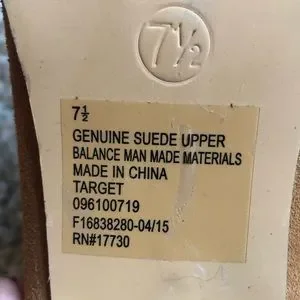 7½
7½
GENUINE SUEDE UPPER
BALANCE MAN MADE MATERIALS
MADE IN CHINA
TARGET
096100719
F16838280-04/15
RN#17730